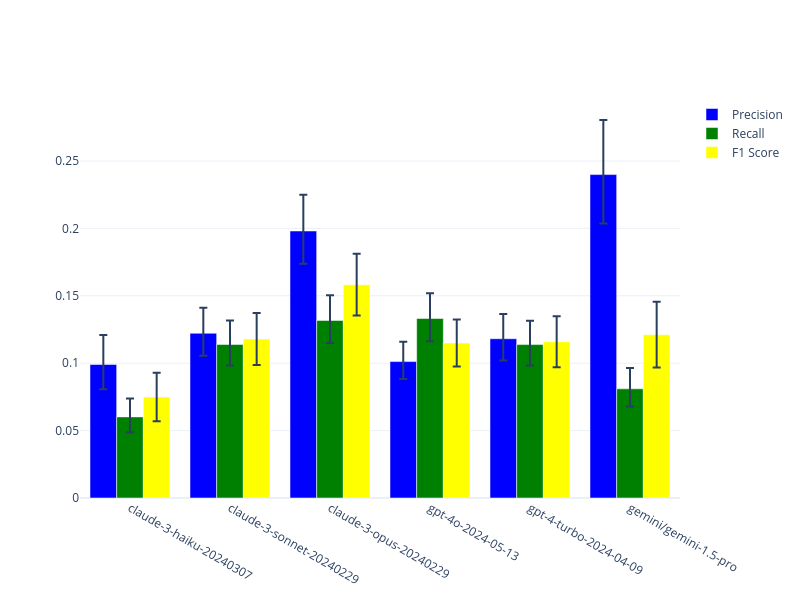 Precision
Recall
F1 Score
0.25
0.2
0.15
0.1
0.05
0
claude-3-haiku-20240307
claude-3-sonnet-20240229
claude-3-opus-20240229
gpt-4o-2024-05-13
gpt-4-turbo-2024-04-09
gemini/gemini-1.5-pro